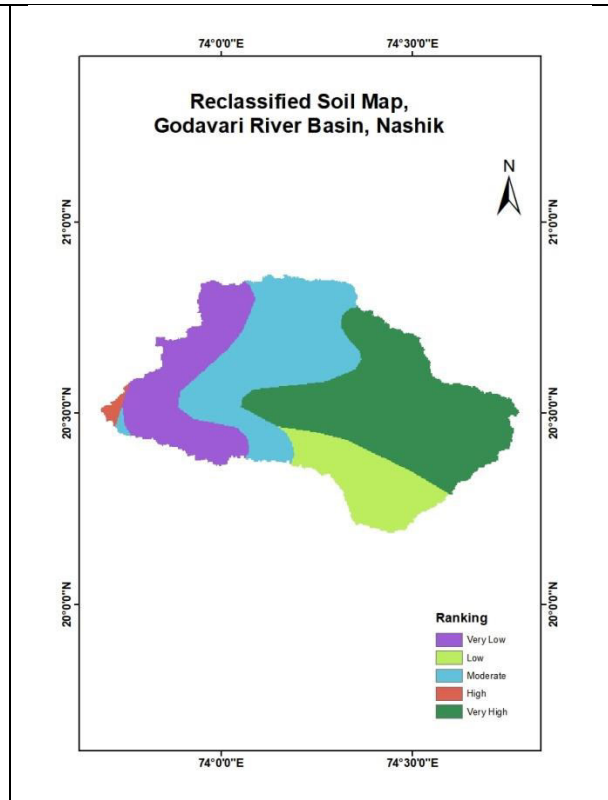 74°0'0"E 74°30'0"E
Reclassified Soil Map,
Godavari River Basin, Nashik
N
21°0'0"N 21°0'0"N
20°30'0"N 20°30'0"N
20°0'0"N 20°0'0"N
Ranking
Very Low
Low
Moderate
High
Very High
74°0'0"E 74°30'0"E